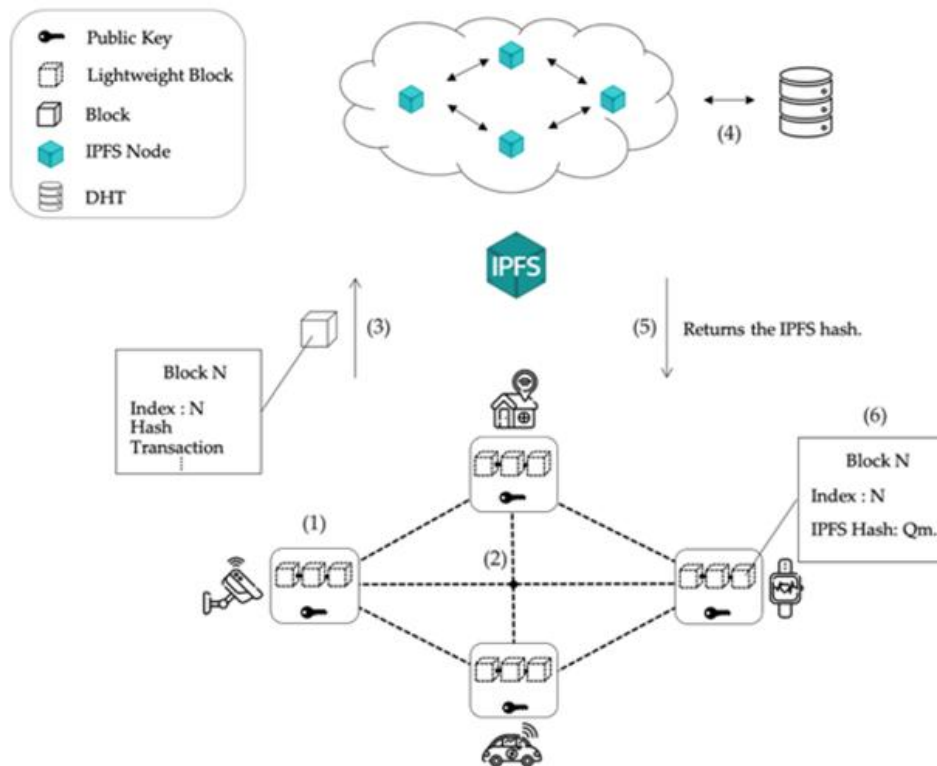 Public Key
Lightweight Block
Block
IPFS Node
DHT
(4)
IPFS
(3)
(5)
Returns the IPFS hash.
Block N
Index : N
Hash
Transaction
(6)
Block N
Index : N
IPFS Hash: Qm.
(1)
(2)